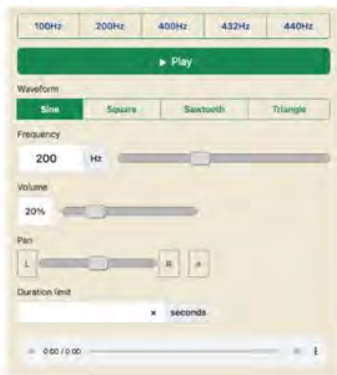 100Hz 200Hz 400Hz 432Hz 440Hz
▶ Play
Waveform
Sine Square Sawtooth Triangle
Frequency
200 Hz
Volume
20%
Pan
L R
Duration limit
× seconds
0:00 / 0:00